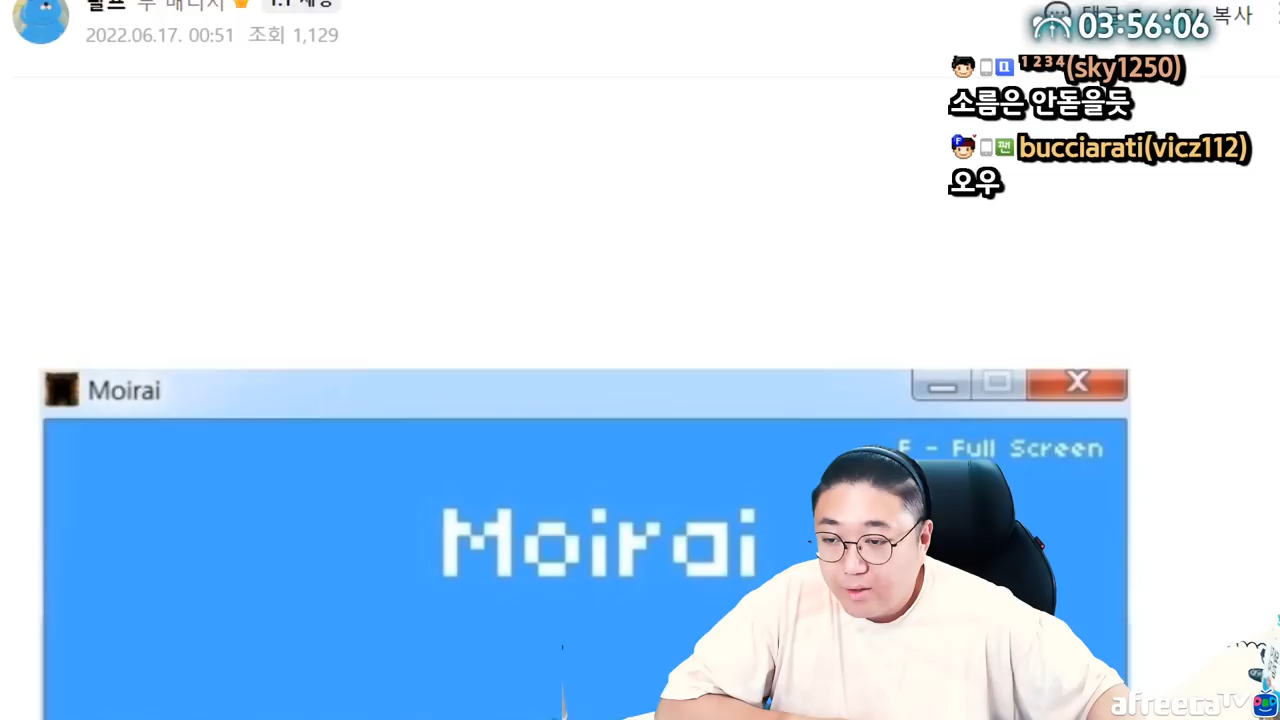 2022.06.17. 00:51 조회 1,129
복사
03:56:06
1234(sky1250)
소름은 안돋을듯
bucciarati(vicz112)
오우
Moirai
F - Full Screen
Moirai
afreecaTV